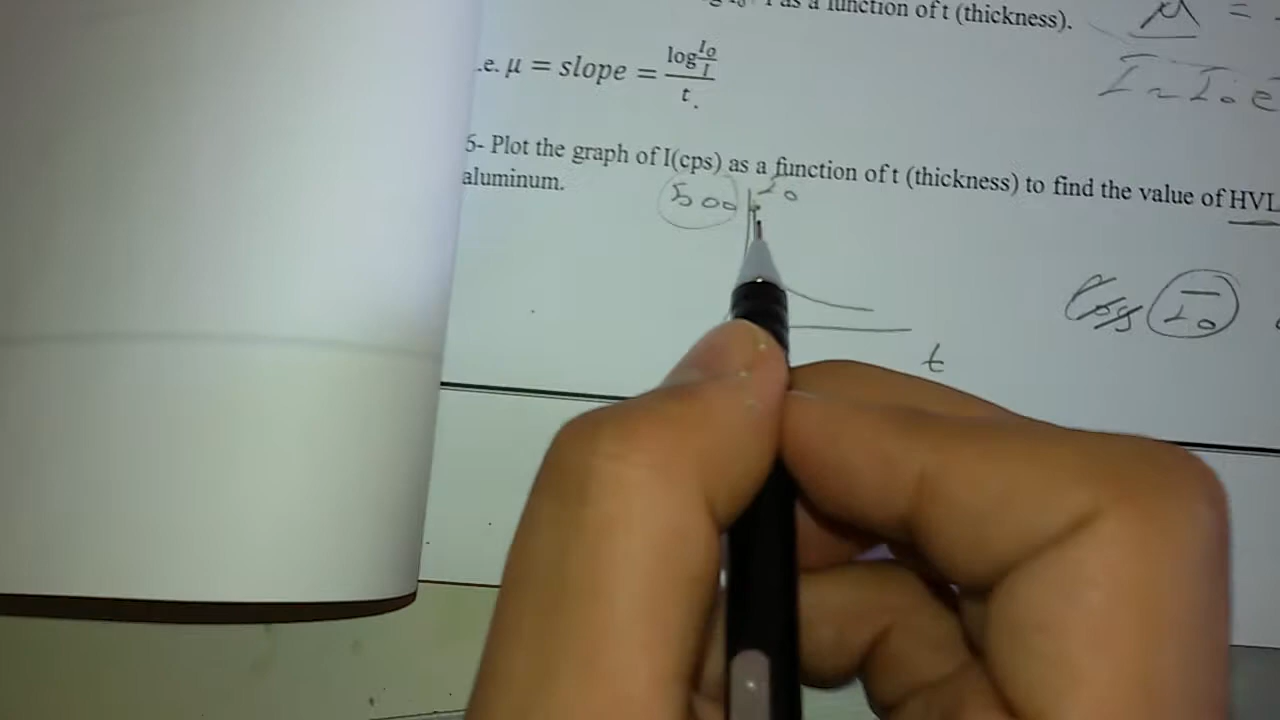 as a function of t (thickness).
.e. μ = slope = log I₀/I / t.
μ =
I ~ I₀ e
5- Plot the graph of I(cps) as a function of t (thickness) to find the value of HVL
aluminum.
500 I₀
I₀
t